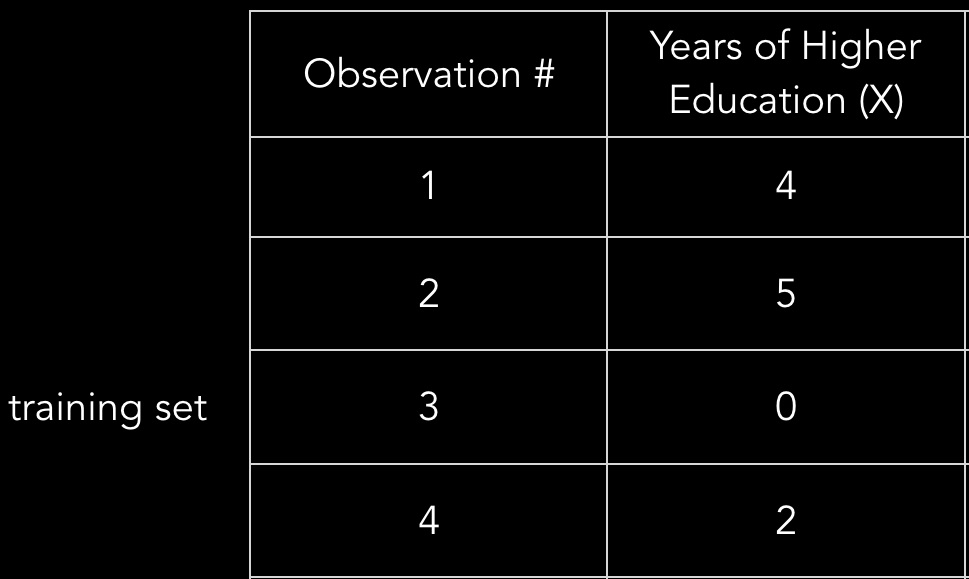 Observation #
Years of Higher
Education (X)
1
4
2
5
training set
3
0
4
2